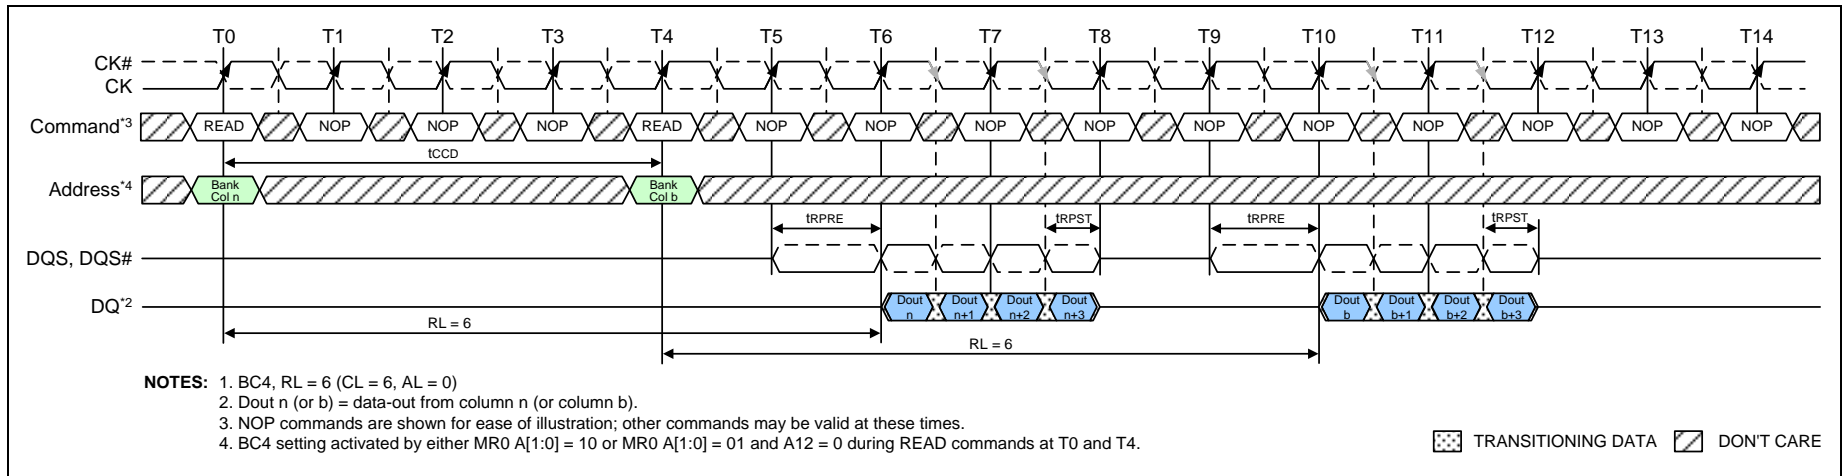 T0 T1 T2 T3 T4 T5 T6 T7 T8 T9 T10 T11 T12 T13 T14
CK#
CK
Command*3 READ NOP NOP NOP READ NOP NOP NOP NOP NOP NOP NOP NOP NOP NOP
tCCD
Address*4 Bank Col n Bank Col b
tRPRE tRPST tRPRE tRPST
DQS, DQS#
DQ*2 Dout n Dout n+1 Dout n+2 Dout n+3 Dout b Dout b+1 Dout b+2 Dout b+3
RL = 6
RL = 6
NOTES: 1. BC4, RL = 6 (CL = 6, AL = 0)
2. Dout n (or b) = data-out from column n (or column b).
3. NOP commands are shown for ease of illustration; other commands may be valid at these times.
4. BC4 setting activated by either MR0 A[1:0] = 10 or MR0 A[1:0] = 01 and A12 = 0 during READ commands at T0 and T4.
TRANSITIONING DATA DON'T CARE